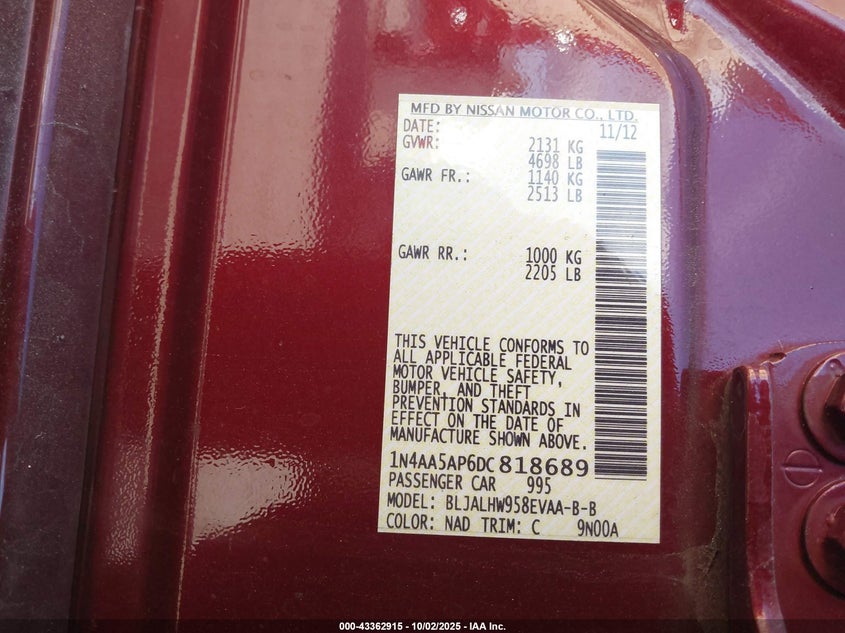 MFD BY NISSAN MOTOR CO., LTD.
DATE: 11/12
GVWR: 2131 KG
4698 LB
GAWR FR.: 1140 KG
2513 LB
GAWR RR.: 1000 KG
2205 LB
THIS VEHICLE CONFORMS TO
ALL APPLICABLE FEDERAL
MOTOR VEHICLE SAFETY,
BUMPER, AND THEFT
PREVENTION STANDARDS IN
EFFECT ON THE DATE OF
MANUFACTURE SHOWN ABOVE.
1N4AA5AP6DC818689
PASSENGER CAR 995
MODEL: BLJALHW958EVAA-B-B
COLOR: NAD TRIM: C 9N00A
000-43362915 - 10/02/2025 - IAA Inc.